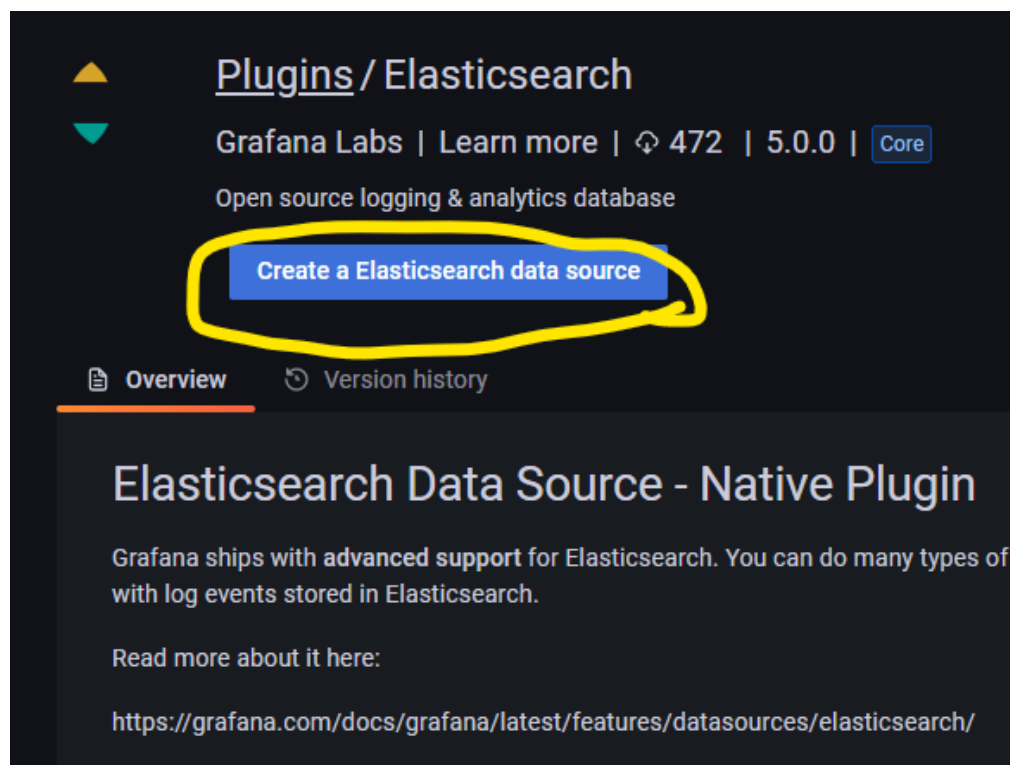 Plugins / Elasticsearch
Grafana Labs | Learn more | 472 | 5.0.0 | Core
Open source logging & analytics database
Create a Elasticsearch data source
Overview Version history
Elasticsearch Data Source - Native Plugin
Grafana ships with advanced support for Elasticsearch. You can do many types of
with log events stored in Elasticsearch.
Read more about it here:
https://grafana.com/docs/grafana/latest/features/datasources/elasticsearch/